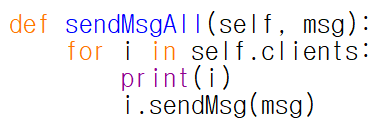 def sendMsgAll(self, msg):
    for i in self.clients:
        print(i)
        i.sendMsg(msg)